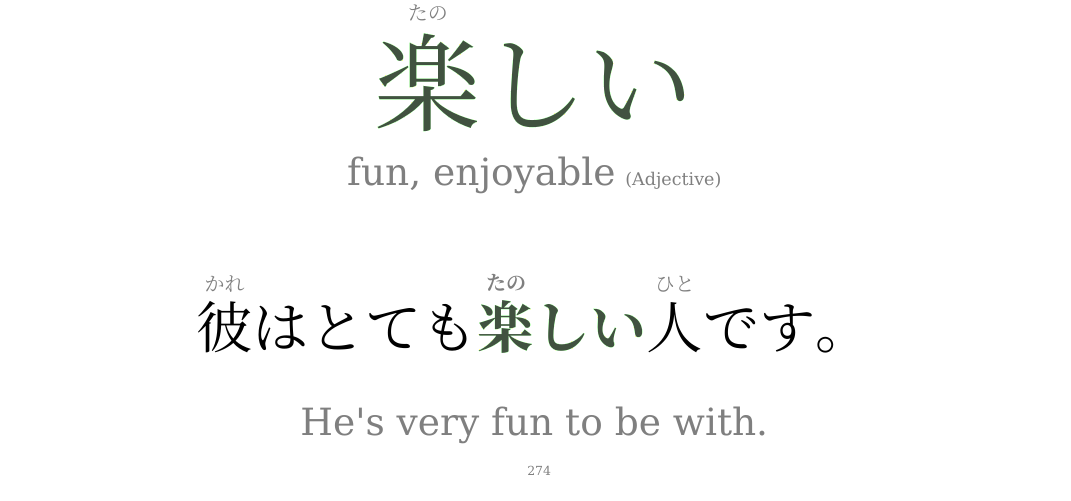 たの
楽しい
fun, enjoyable (Adjective)
かれ たの ひと
彼はとても楽しい人です。
He's very fun to be with.
274